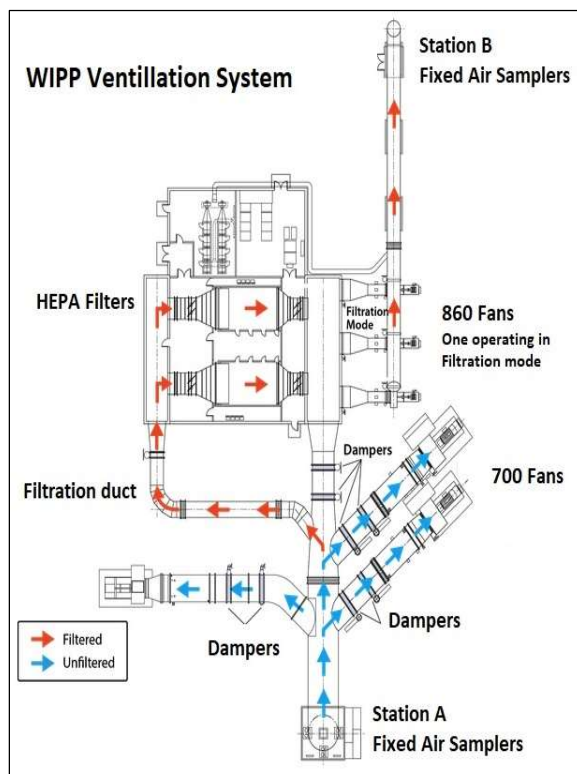 Station B
Fixed Air Samplers
WIPP Ventillation System
HEPA Filters
Filtration
Mode
860 Fans
One operating in
Filtration mode
Dampers
700 Fans
Filtration duct
Dampers
Dampers
Filtered
Unfiltered
Station A
Fixed Air Samplers